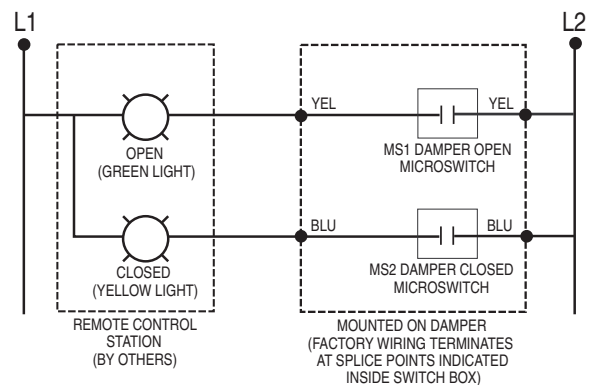 L1
L2
YEL
YEL
OPEN
(GREEN LIGHT)
MS1 DAMPER OPEN
MICROSWITCH
BLU
BLU
CLOSED
(YELLOW LIGHT)
MS2 DAMPER CLOSED
MICROSWITCH
REMOTE CONTROL
STATION
(BY OTHERS)
MOUNTED ON DAMPER
(FACTORY WIRING TERMINATES
AT SPLICE POINTS INDICATED
INSIDE SWITCH BOX)